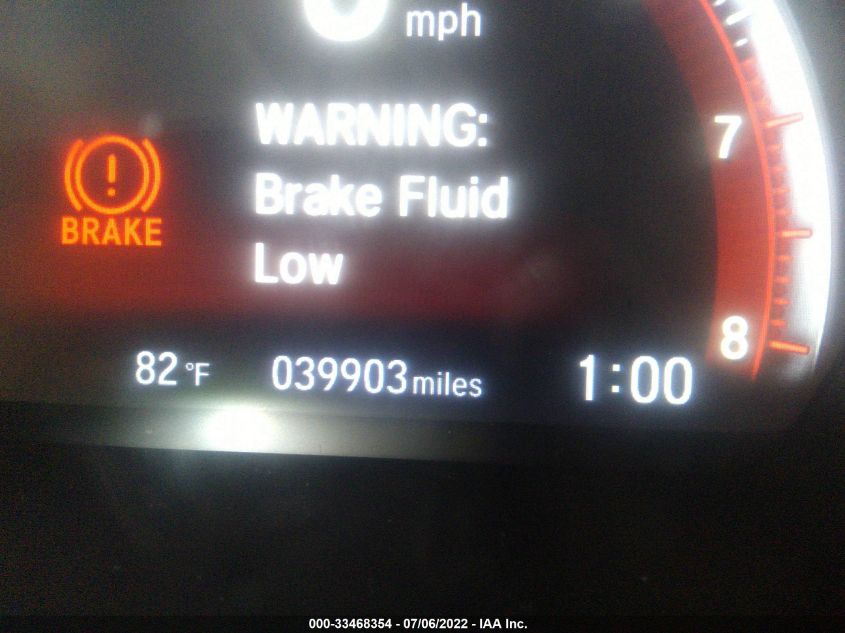 0 mph
WARNING:
Brake Fluid
Low
!
BRAKE
7
8
82 °F 039903 miles 1:00
000-33468354 - 07/06/2022 - IAA Inc.